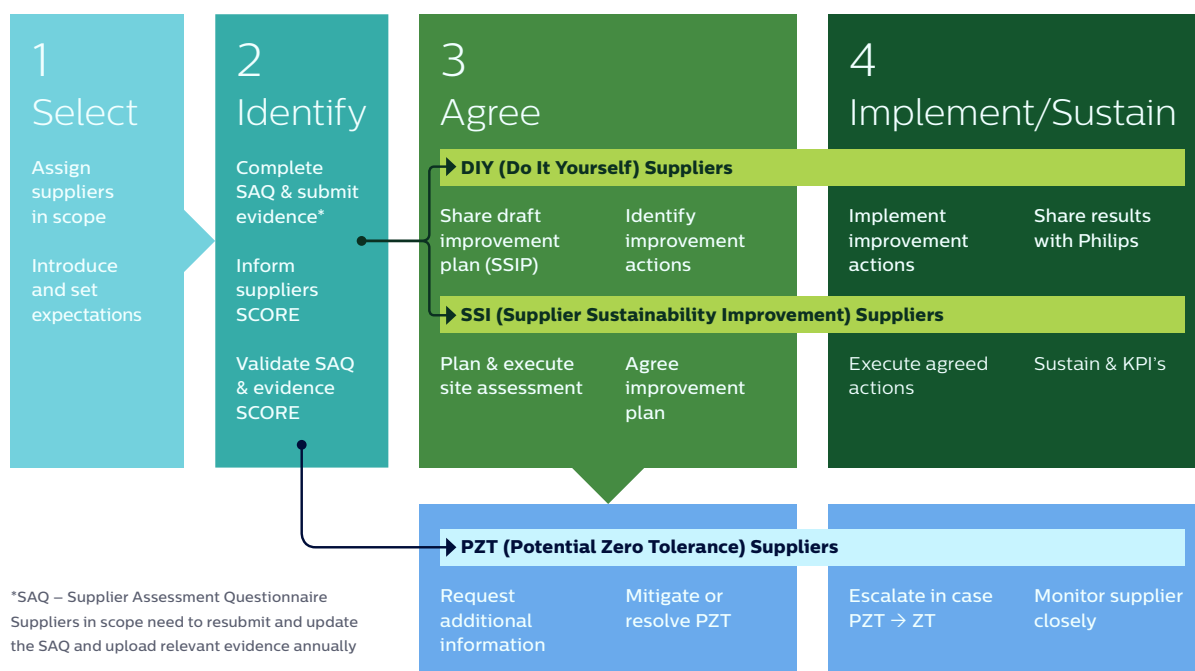 1
Select
Assign
suppliers
in scope
Introduce
and set
expectations
2
Identify
Complete
SAQ & submit
evidence*
Inform
suppliers
SCORE
Validate SAQ
& evidence
SCORE
3
Agree
4
Implement/Sustain
DIY (Do It Yourself) Suppliers
Share draft
improvement
plan (SSIP)
Identify
improvement
actions
Implement
improvement
actions
Share results
with Philips
SSI (Supplier Sustainability Improvement) Suppliers
Plan & execute
site assessment
Agree
improvement
plan
Execute agreed
actions
Sustain & KPI's
PZT (Potential Zero Tolerance) Suppliers
Request
additional
information
Mitigate or
resolve PZT
Escalate in case
PZT → ZT
Monitor supplier
closely
*SAQ – Supplier Assessment Questionnaire
Suppliers in scope need to resubmit and update
the SAQ and upload relevant evidence annually